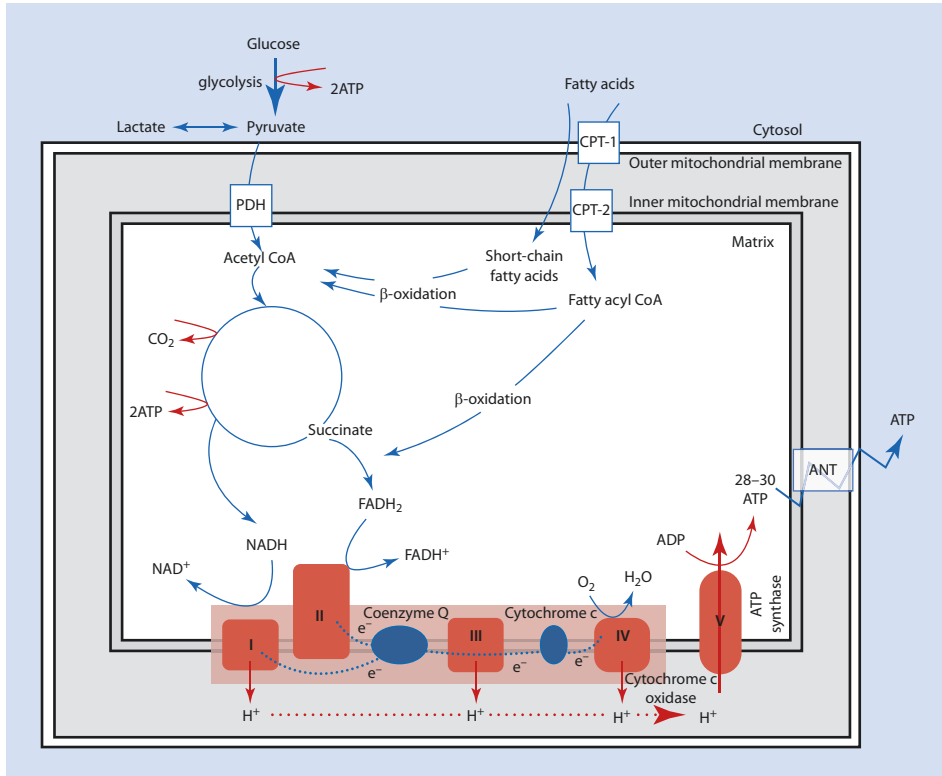 Glucose
glycolysis
2ATP
Fatty acids
Lactate
Pyruvate
Cytosol
CPT-1
Outer mitochondrial membrane
PDH
CPT-2
Inner mitochondrial membrane
Matrix
Acetyl CoA
Short-chain
fatty acids
β-oxidation
Fatty acyl CoA
CO₂
2ATP
β-oxidation
Succinate
ATP
ANT
28–30
ATP
FADH₂
NADH
FADH⁺
ADP
NAD⁺
O₂
H₂O
ATP
synthase
II
Coenzyme Q
Cytochrome c
V
e⁻
I
III
IV
e⁻
e⁻
e⁻
Cytochrome c
oxidase
H⁺
H⁺
H⁺
H⁺